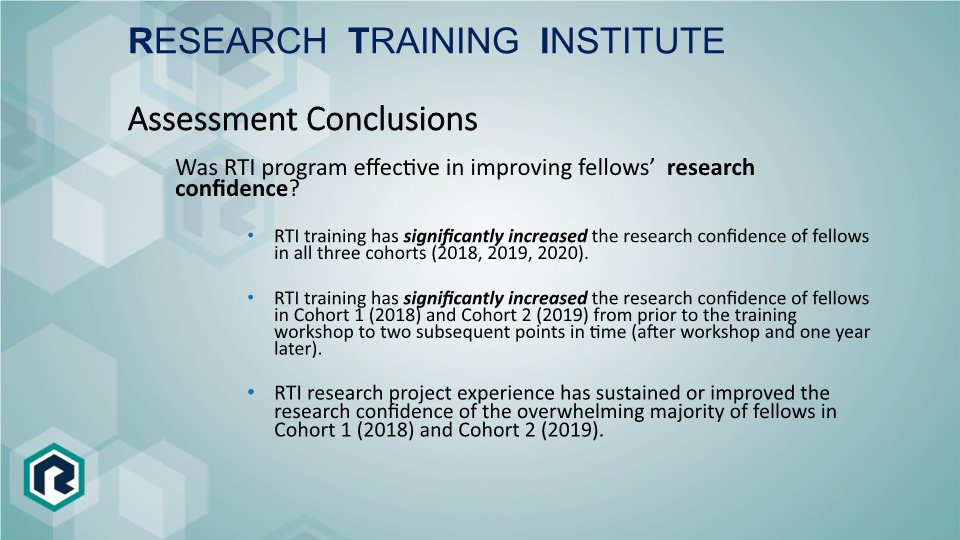 RESEARCH TRAINING INSTITUTE
Assessment Conclusions
Was RTI program effective in improving fellows’ research
confidence?
• RTI training has significantly increased the research confidence of fellows
in all three cohorts (2018, 2019, 2020).
• RTI training has significantly increased the research confidence of fellows
in Cohort 1 (2018) and Cohort 2 (2019) from prior to the training
workshop to two subsequent points in time (after workshop and one year
later).
• RTI research project experience has sustained or improved the
research confidence of the overwhelming majority of fellows in
Cohort 1 (2018) and Cohort 2 (2019).